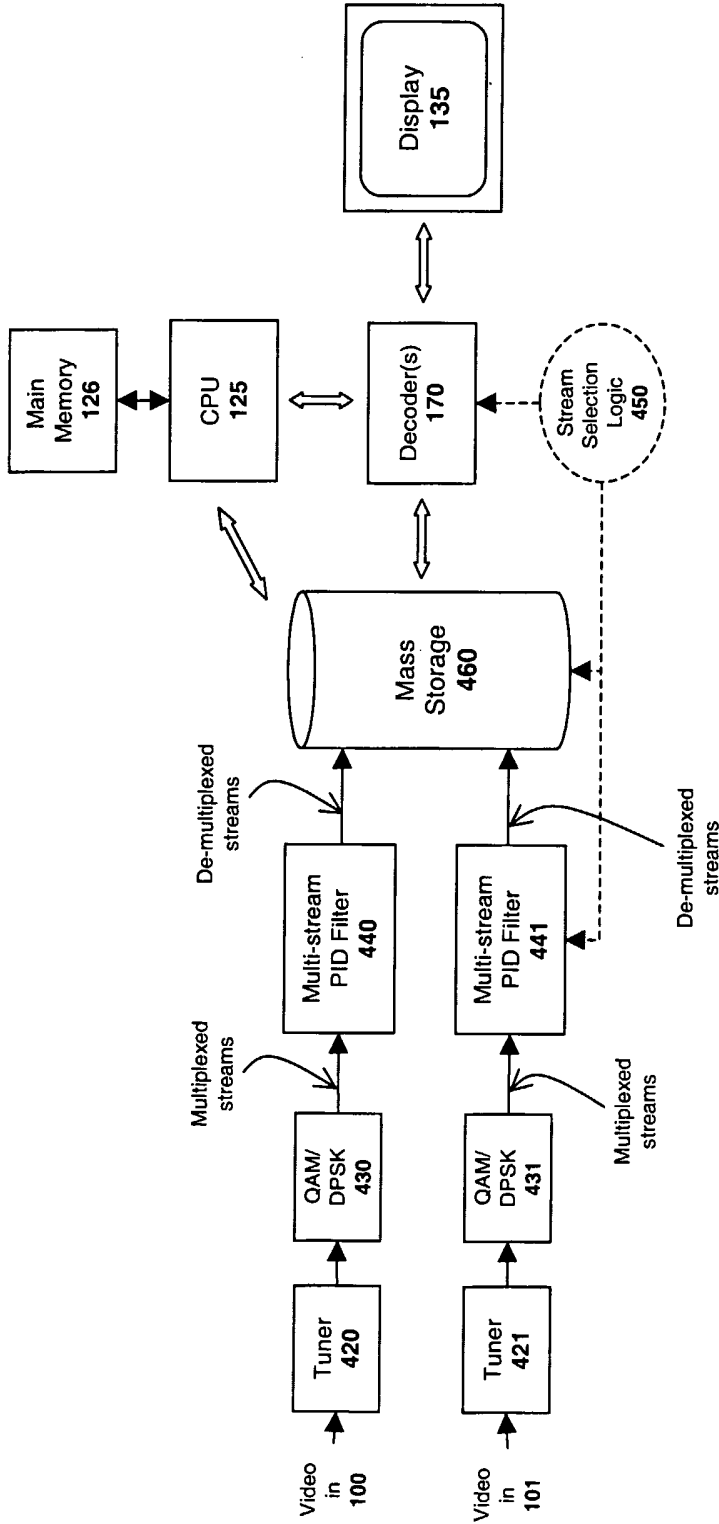 Video
in
100
Tuner
420
QAM/
DPSK
430
Multiplexed
streams
Multi-stream
PID Filter
440
De-multiplexed
streams
Video
in
101
Tuner
421
QAM/
DPSK
431
Multiplexed
streams
Multi-stream
PID Filter
441
De-multiplexed
streams
Mass
Storage
460
Main
Memory
126
CPU
125
Decoder(s)
170
Stream
Selection
Logic
450
Display
135